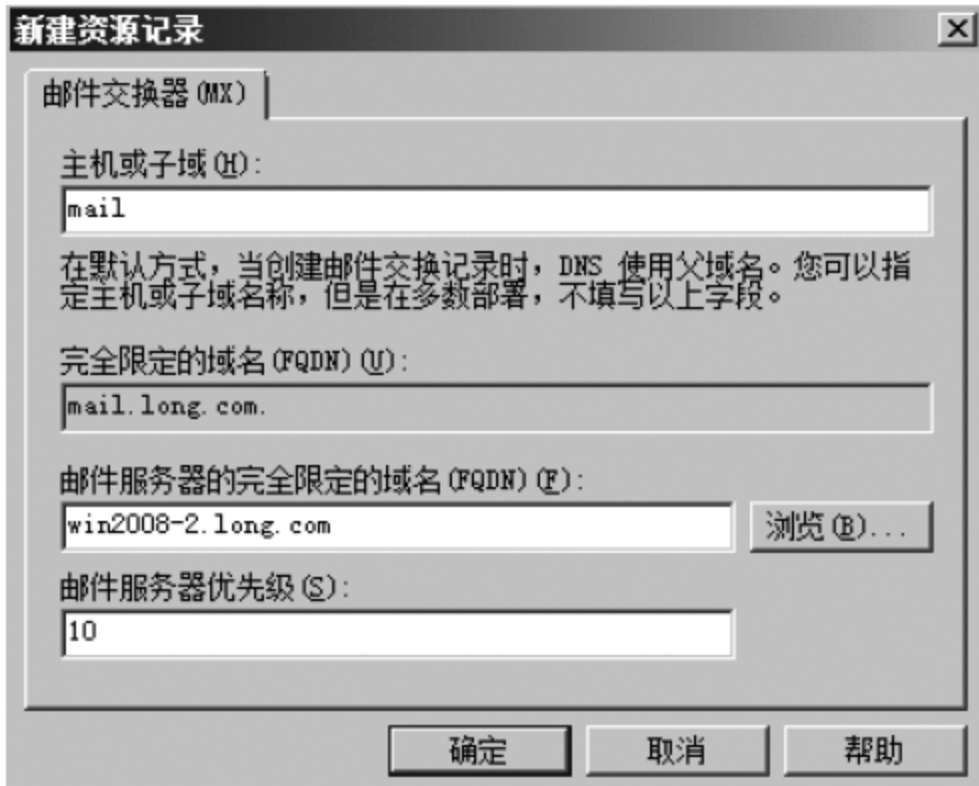 新建资源记录
邮件交换器(MX)
主机或子域(H):
mail
在默认方式，当创建邮件交换记录时，DNS 使用父域名。您可以指
定主机或子域名称，但是在多数部署，不填写以上字段。
完全限定的域名(FQDN)(U):
mail.long.com.
邮件服务器的完全限定的域名(FQDN)(F):
win2008-2.long.com
浏览(B)...
邮件服务器优先级(S):
10
确定
取消
帮助